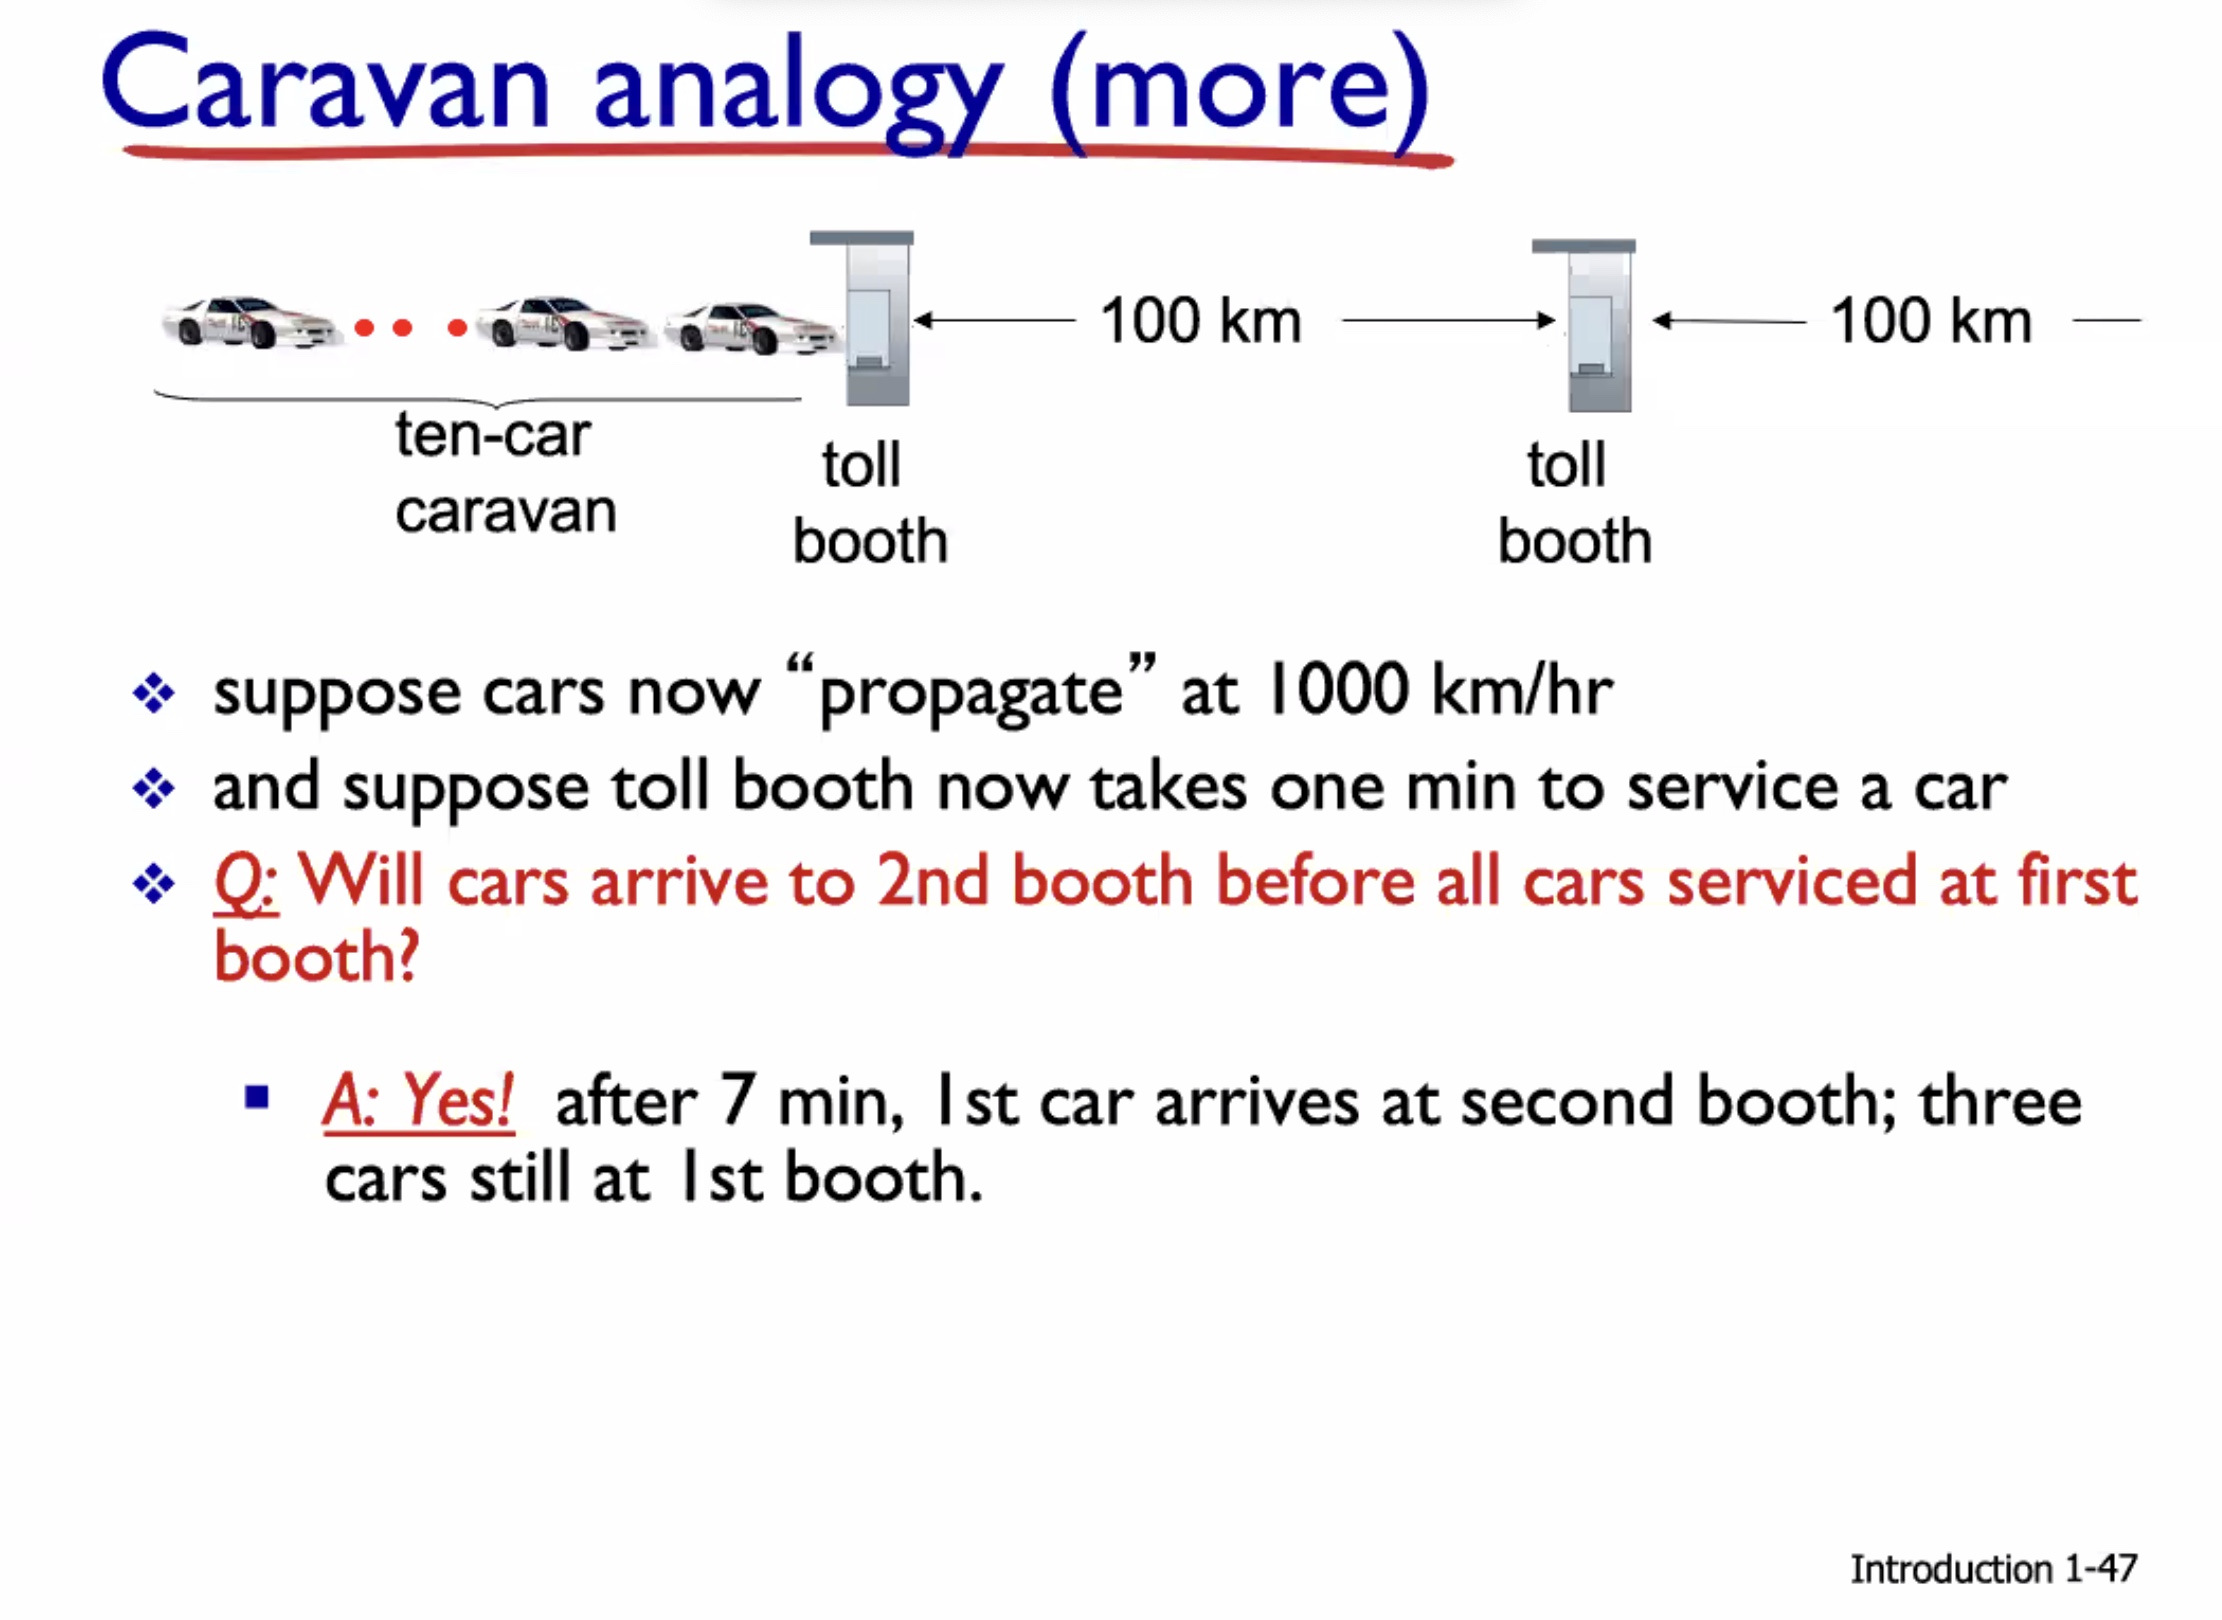 Caravan analogy (more)
100 km
100 km
ten-car
caravan
toll
booth
toll
booth
suppose cars now “propagate” at 1000 km/hr
and suppose toll booth now takes one min to service a car
Q: Will cars arrive to 2nd booth before all cars serviced at first
booth?
A: Yes! after 7 min, 1st car arrives at second booth; three
cars still at 1st booth.
Introduction 1-47